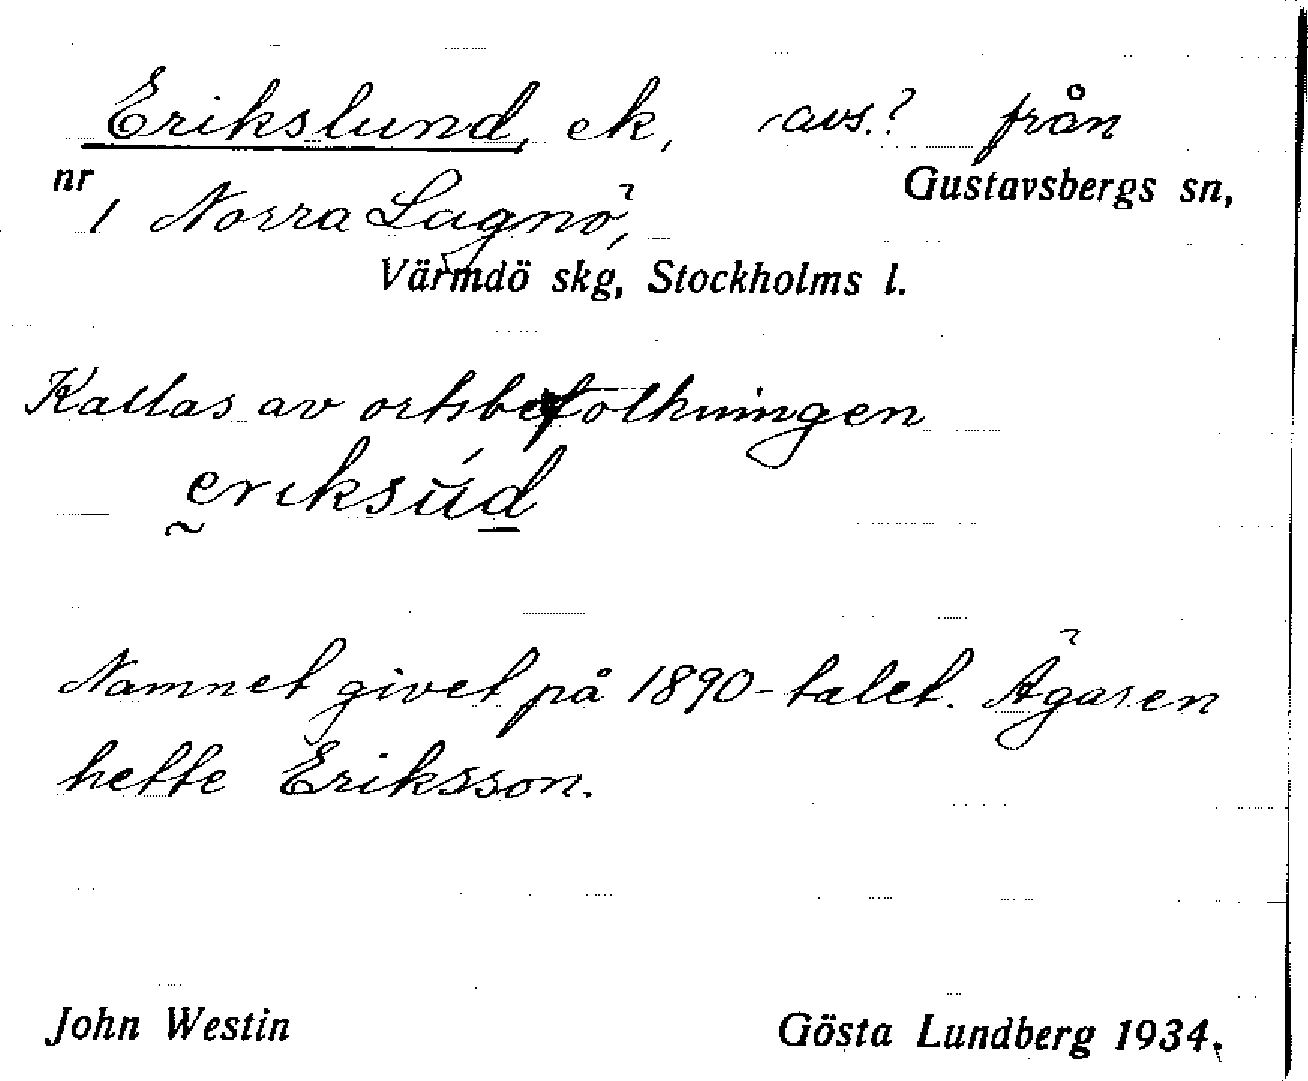 Erikslund, ek, avs.? från
nr 1 Norra Lagnö, Gustavsbergs sn,
Värmdö skg, Stockholms l.
Kallas av ortsbefolkningen
eriksúd
Namnet givet på 1890-talet. Ägaren
hette Eriksson.
John Westin Gösta Lundberg 1934.